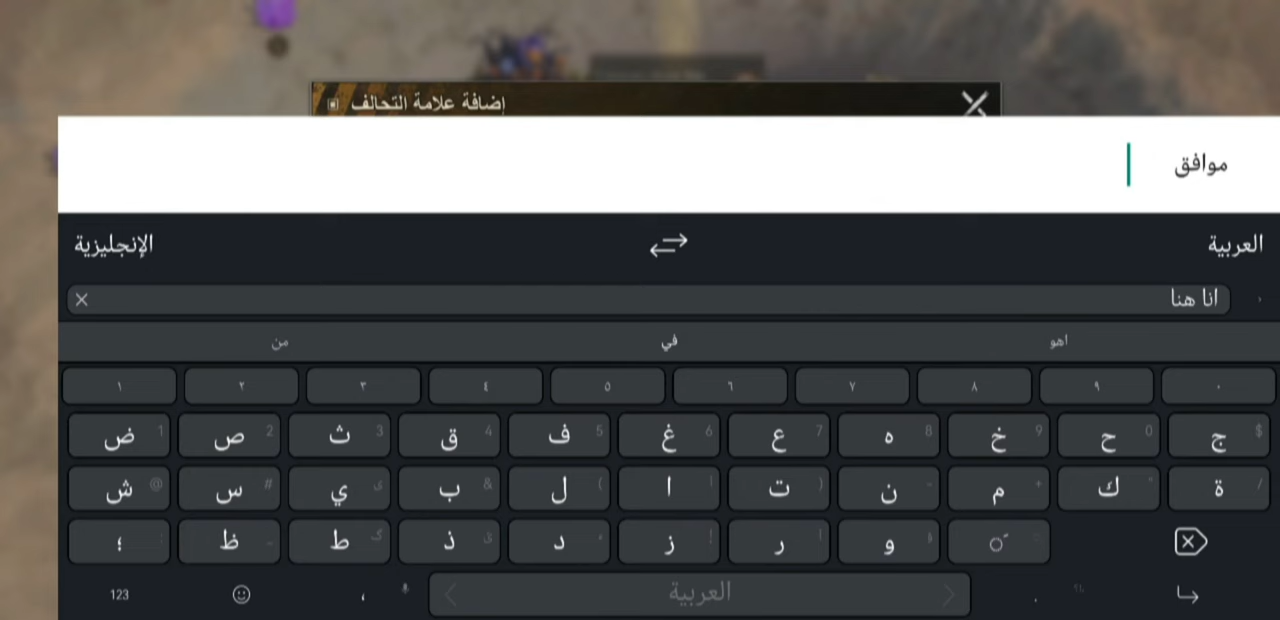 إضافة علامة التحالف
موافق
العربية الإنجليزية
انا هنا
اهو في من
١ ٢ ٣ ٤ ٥ ٦ ٧ ٨ ٩ ٠
ض ص ث ق ف غ ع ه خ ح ج
ش س ي ب ل ا ت ن م ك ة
؛ ظ ط ذ د ز ر و
123 ، العربية .